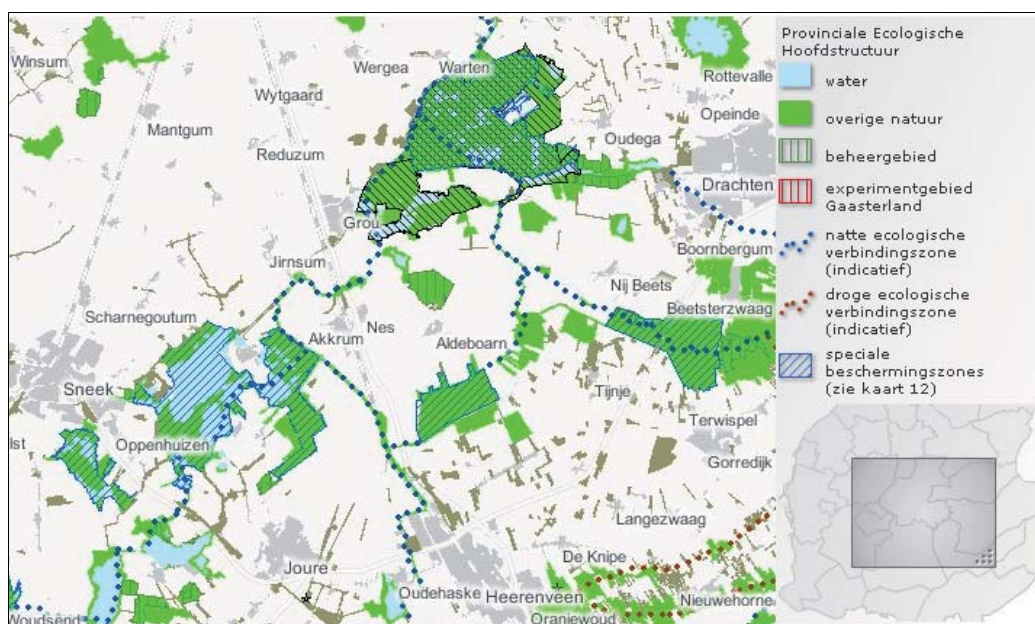 Winsum
Wergea
Warten
Rottevalle
Wytgaard
Opeinde
Mantgum
Reduzum
Oudega
Drachten
Grou
Boornbergum
Jirnsum
Nij Beets
Beetsterzwaag
Scharnegoutum
Nes
Akkrum
Aldeboarn
Sneek
Tijnje
Terwispel
Oppenhuizen
Gorredijk
Langezwaag
De Knipe
Joure
Oudehaske
Heerenveen
Nieuwehorne
Woudsend
Oranjewoud
Provinciale Ecologische
Hoofdstructuur
water
overige natuur
beheergebied
experimentgebied
Gaasterland
natte ecologische
verbindingszone
(indicatief)
droge ecologische
verbindingszone
(indicatief)
speciale
beschermingszones
(zie kaart 12)